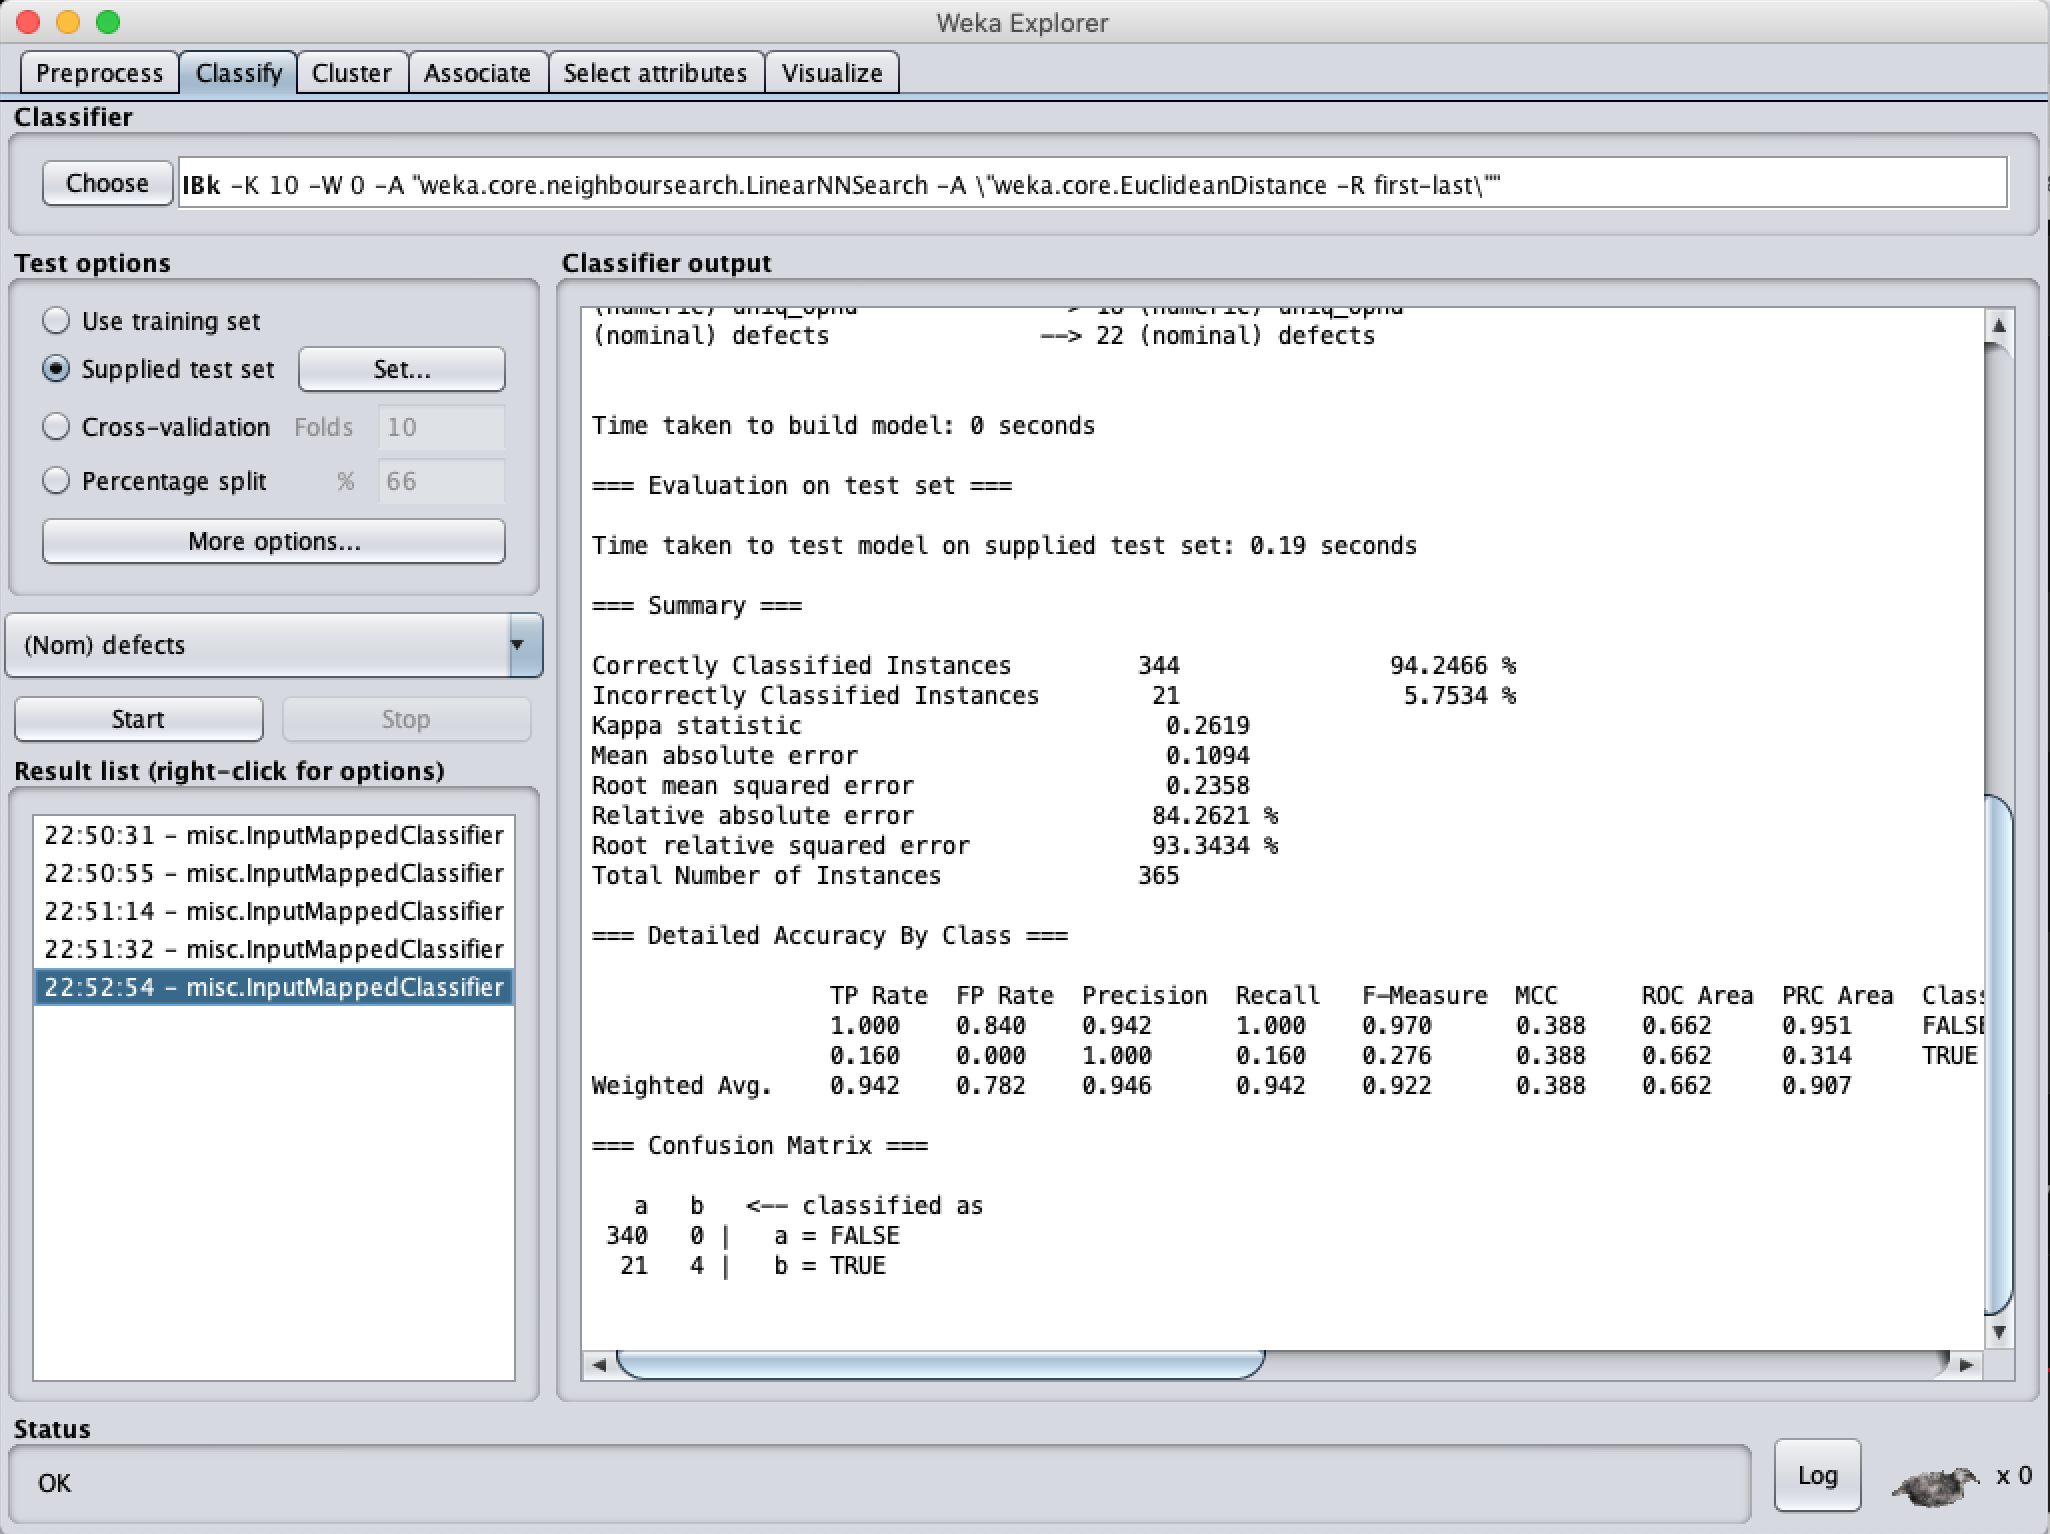 Weka Explorer
Preprocess Classify Cluster Associate Select attributes Visualize
Classifier
Choose IBk -K 10 -W 0 -A "weka.core.neighboursearch.LinearNNSearch -A \"weka.core.EuclideanDistance -R first-last\""
Test options
Use training set
Supplied test set Set...
Cross-validation Folds 10
Percentage split % 66
More options...
(Nom) defects
Start Stop
Result list (right-click for options)
22:50:31 - misc.InputMappedClassifier
22:50:55 - misc.InputMappedClassifier
22:51:14 - misc.InputMappedClassifier
22:51:32 - misc.InputMappedClassifier
22:52:54 - misc.InputMappedClassifier
Classifier output
(numeric) uniq_opnd --> 18 (numeric) uniq_opnd
(nominal) defects --> 22 (nominal) defects
Time taken to build model: 0 seconds
=== Evaluation on test set ===
Time taken to test model on supplied test set: 0.19 seconds
=== Summary ===
Correctly Classified Instances 344 94.2466 %
Incorrectly Classified Instances 21 5.7534 %
Kappa statistic 0.2619
Mean absolute error 0.1094
Root mean squared error 0.2358
Relative absolute error 84.2621 %
Root relative squared error 93.3434 %
Total Number of Instances 365
=== Detailed Accuracy By Class ===
TP Rate FP Rate Precision Recall F-Measure MCC ROC Area PRC Area Clas
1.000 0.840 0.942 1.000 0.970 0.388 0.662 0.951 FALSE
0.160 0.000 1.000 0.160 0.276 0.388 0.662 0.314 TRUE
Weighted Avg. 0.942 0.782 0.946 0.942 0.922 0.388 0.662 0.907
=== Confusion Matrix ===
a b <-- classified as
340 0 | a = FALSE
21 4 | b = TRUE
Status
OK
Log x 0